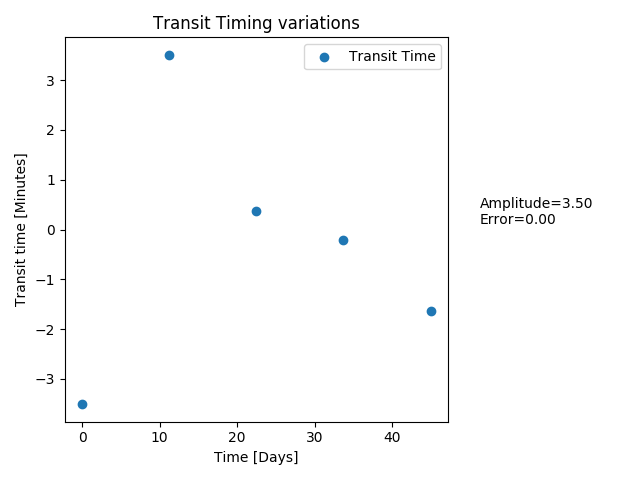 Transit Timing variations
Transit Time
Transit time [Minutes]
3
2
1
0
−1
−2
−3
0 10 20 30 40
Time [Days]
Amplitude=3.50
Error=0.00